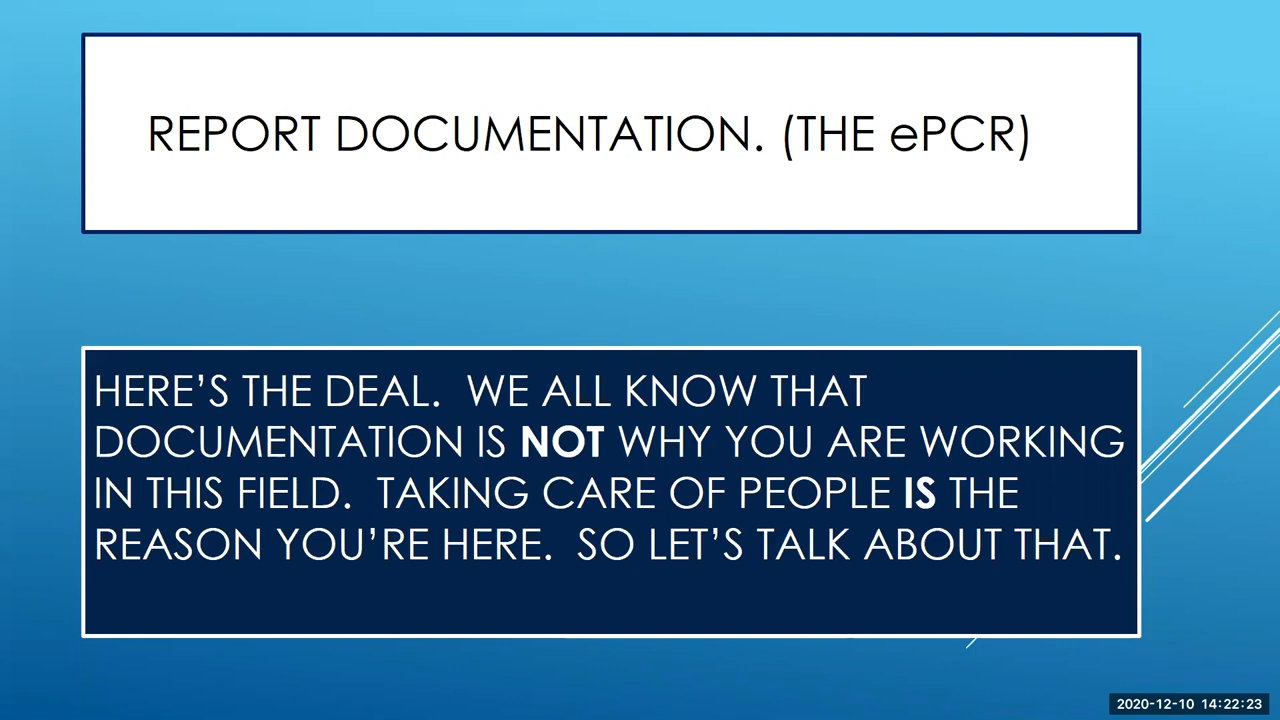 REPORT DOCUMENTATION. (THE ePCR)
HERE’S THE DEAL.  WE ALL KNOW THAT
DOCUMENTATION IS NOT WHY YOU ARE WORKING
IN THIS FIELD.  TAKING CARE OF PEOPLE IS THE
REASON YOU’RE HERE.  SO LET’S TALK ABOUT THAT.
2020-12-10 14:22:23